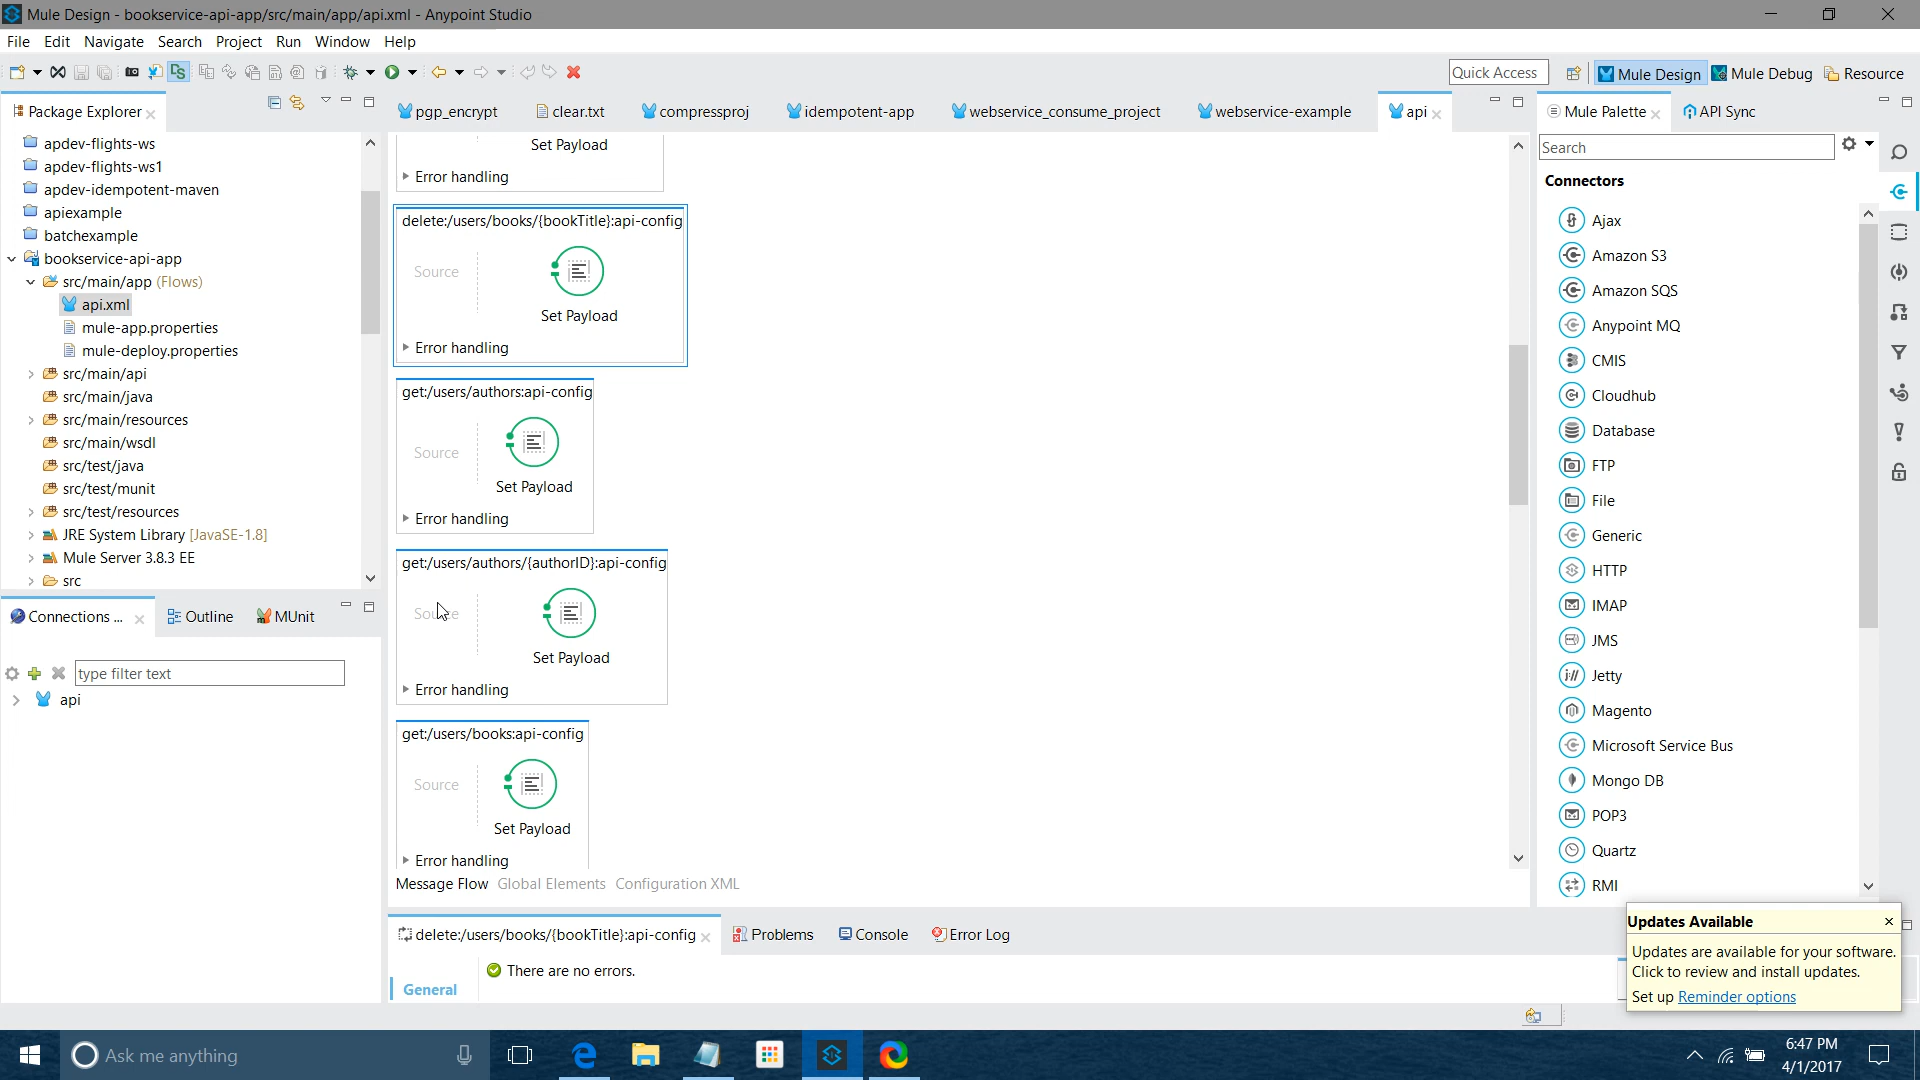 Mule Design - bookservice-api-app/src/main/app/api.xml - Anypoint Studio
File Edit Navigate Search Project Run Window Help
Quick Access
Mule Design
Mule Debug
Resource
Package Explorer
apdev-flights-ws
apdev-flights-ws1
apdev-idempotent-maven
apiexample
batchexample
bookservice-api-app
src/main/app (Flows)
api.xml
mule-app.properties
mule-deploy.properties
src/main/api
src/main/java
src/main/resources
src/main/wsdl
src/test/java
src/test/munit
src/test/resources
JRE System Library [JavaSE-1.8]
Mule Server 3.8.3 EE
src
Connections ...
Outline
MUnit
type filter text
api
pgp_encrypt
clear.txt
compressproj
idempotent-app
webservice_consume_project
webservice-example
api
Set Payload
Error handling
delete:/users/books/{bookTitle}:api-config
Source
Set Payload
Error handling
get:/users/authors:api-config
Source
Set Payload
Error handling
get:/users/authors/{authorID}:api-config
Source
Set Payload
Error handling
get:/users/books:api-config
Source
Set Payload
Error handling
Message Flow Global Elements Configuration XML
delete:/users/books/{bookTitle}:api-config
Problems
Console
Error Log
There are no errors.
General
Mule Palette
API Sync
Search
Connectors
Ajax
Amazon S3
Amazon SQS
Anypoint MQ
CMIS
Cloudhub
Database
FTP
File
Generic
HTTP
IMAP
JMS
Jetty
Magento
Microsoft Service Bus
Mongo DB
POP3
Quartz
RMI
Updates Available
Updates are available for your software.
Click to review and install updates.
Set up Reminder options
Ask me anything
6:47 PM
4/1/2017